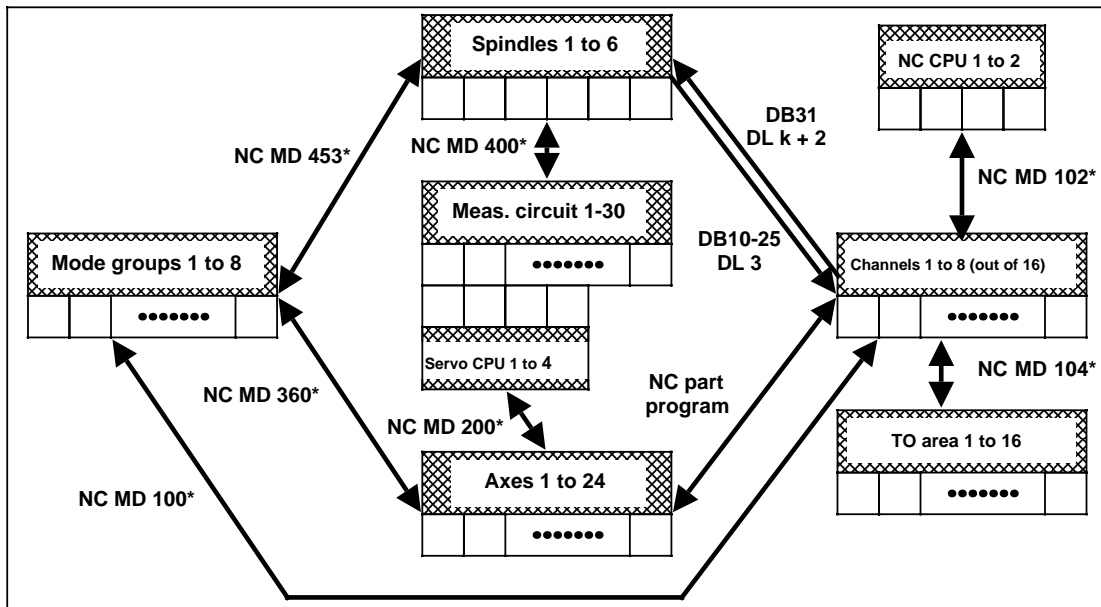 Spindles 1 to 6
NC CPU 1 to 2
DB31
DL k + 2
NC MD 453*
NC MD 400*
NC MD 102*
Meas. circuit 1-30
DB10-25
DL 3
Mode groups 1 to 8
Channels 1 to 8 (out of 16)
Servo CPU 1 to 4
NC MD 104*
NC MD 360*
NC part
program
NC MD 200*
TO area 1 to 16
NC MD 100*
Axes 1 to 24